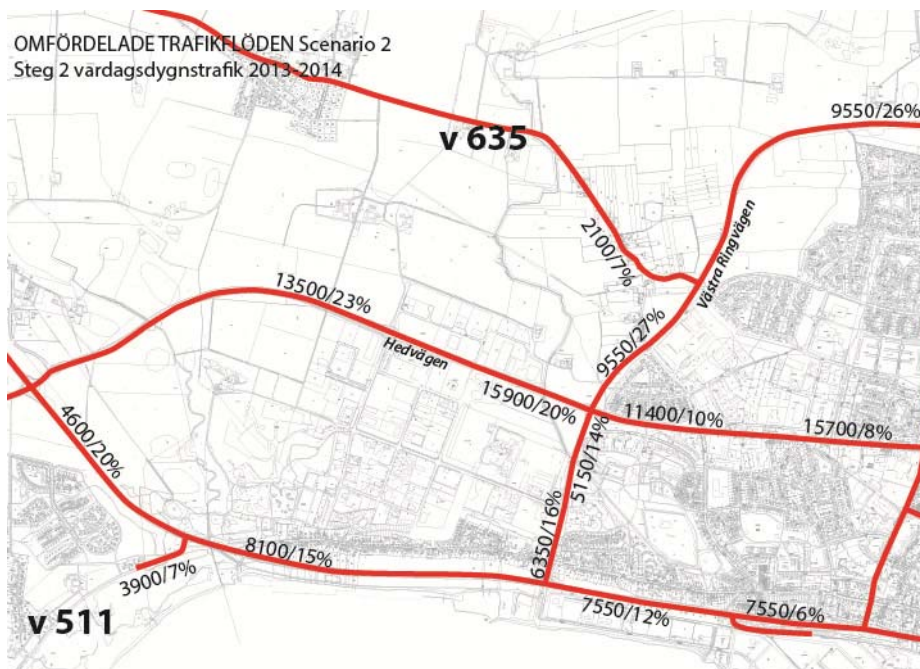 OMFÖRDELADE TRAFIKFLÖDEN Scenario 2
Steg 2 vardagsdygnstrafik 2013-2014
9550/26%
v 635
2100/7%
Västra Ringvägen
13500/23%
Hedvägen
9550/27%
15900/20%
11400/10%
15700/8%
4600/20%
5150/14%
6350/16%
8100/15%
3900/7%
7550/12%
7550/6%
v 511